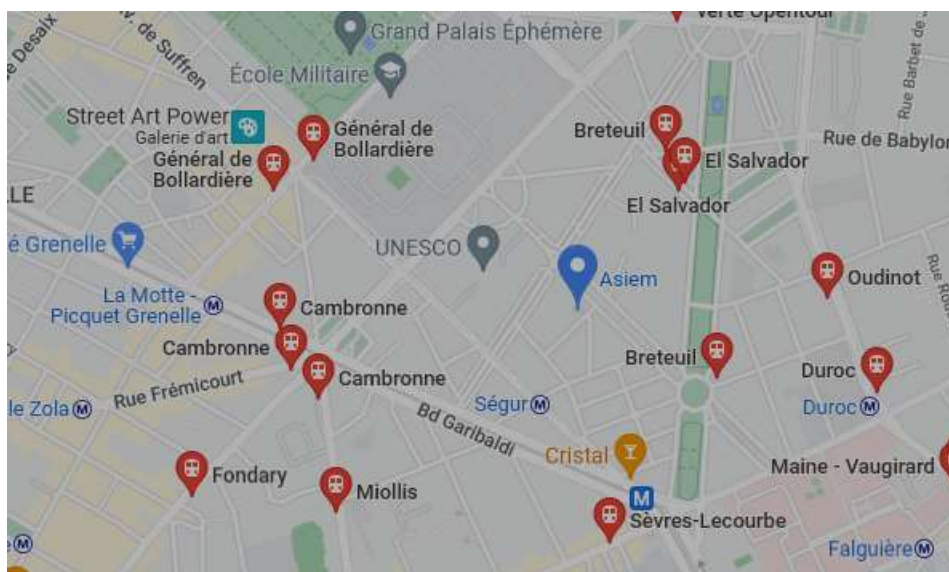 Verte Opentour
Grand Palais Éphémère
Desaix
Av. de Suffren
Rue Barbet de
École Militaire
Street Art Power
Galerie d'art
Général de
Bollardière
Breteuil
Rue de Babylon
Général de
Bollardière
El Salvador
LLE
El Salvador
é Grenelle
UNESCO
Asiem
Oudinot
La Motte -
Picquet Grenelle
Cambronne
Cambronne
Breteuil
Duroc
Cambronne
Rue Frémicourt
Ségur
Duroc
le Zola
Bd Garibaldi
Cristal
Maine - Vaugirard
Fondary
Miollis
M
Sèvres-Lecourbe
Falguière